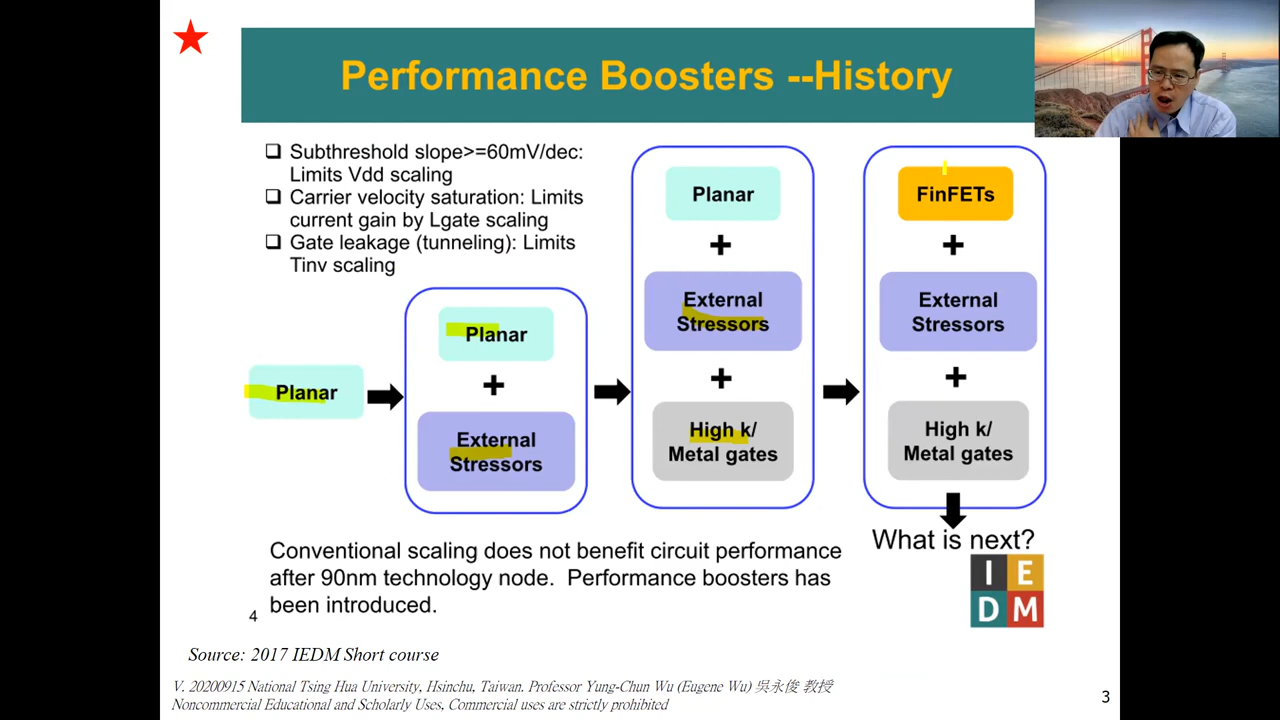 Performance Boosters --History
❑ Subthreshold slope>=60mV/dec:
Limits Vdd scaling
❑ Carrier velocity saturation: Limits
current gain by Lgate scaling
❑ Gate leakage (tunneling): Limits
Tinv scaling
Planar
Planar
+
External
Stressors
Planar
+
External
Stressors
+
High k/
Metal gates
FinFETs
+
External
Stressors
+
High k/
Metal gates
What is next?
IE
DM
Conventional scaling does not benefit circuit performance
after 90nm technology node.  Performance boosters has
been introduced.
4
Source: 2017 IEDM Short course
V. 20200915 National Tsing Hua University, Hsinchu, Taiwan. Professor Yung-Chun Wu (Eugene Wu) 吳永俊 教授
Noncommercial Educational and Scholarly Uses, Commercial uses are strictly prohibited
3